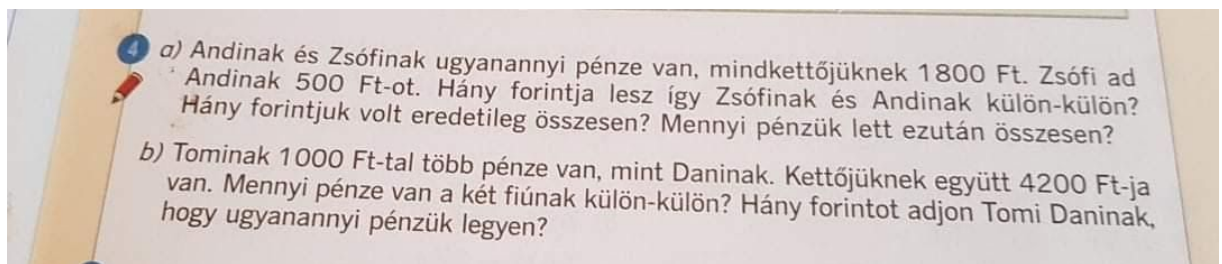 4 a) Andinak és Zsófinak ugyanannyi pénze van, mindkettőjüknek 1800 Ft. Zsófi ad
Andinak 500 Ft-ot. Hány forintja lesz így Zsófinak és Andinak külön-külön?
Hány forintjuk volt eredetileg összesen? Mennyi pénzük lett ezután összesen?
b) Tominak 1000 Ft-tal több pénze van, mint Daninak. Kettőjüknek együtt 4200 Ft-ja
van. Mennyi pénze van a két fiúnak külön-külön? Hány forintot adjon Tomi Daninak,
hogy ugyanannyi pénzük legyen?